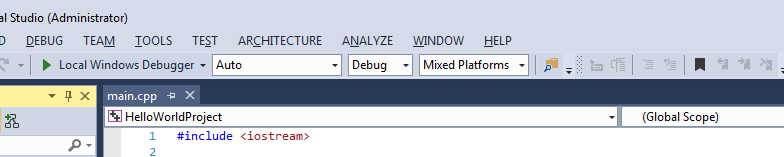 al Studio (Administrator)
D DEBUG TEAM TOOLS TEST ARCHITECTURE ANALYZE WINDOW HELP
Local Windows Debugger Auto Debug Mixed Platforms
main.cpp
HelloWorldProject (Global Scope)
1 #include <iostream>
2